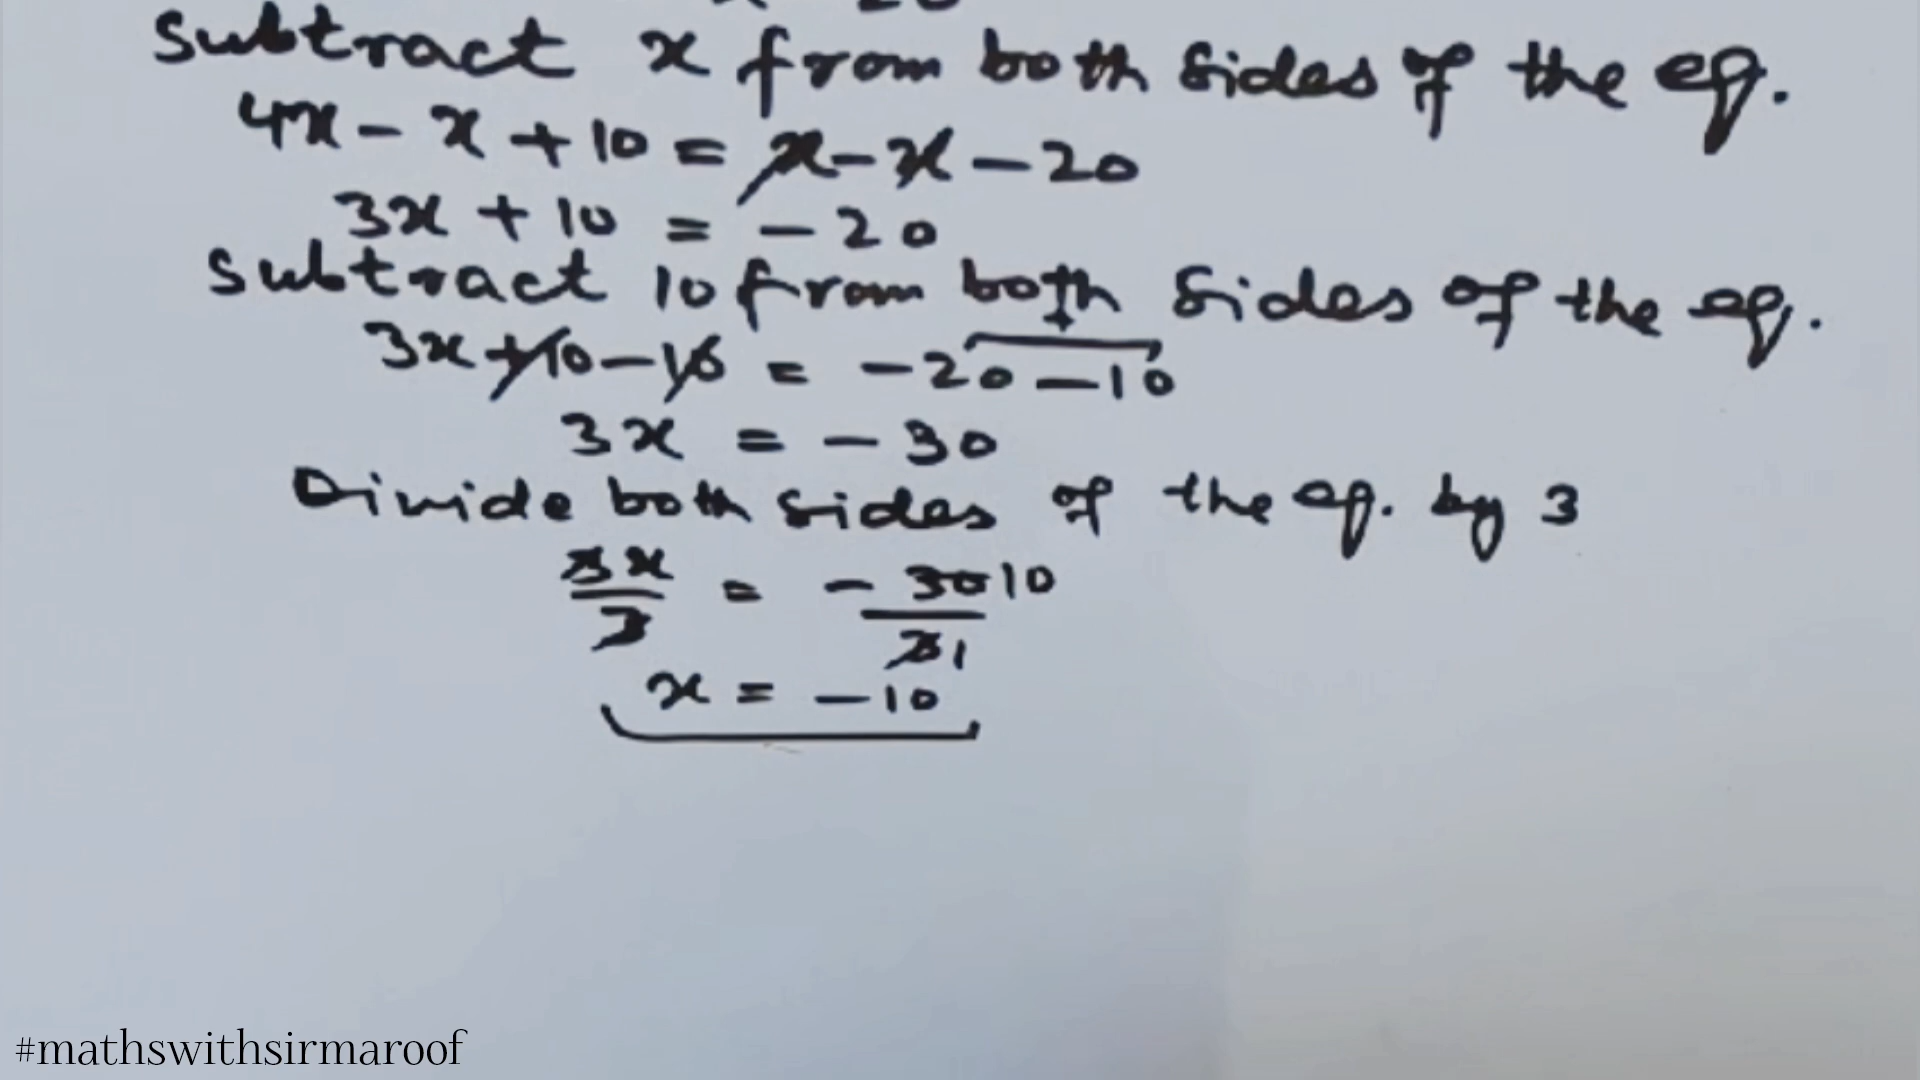 Subtract x from both sides of the eq.
4x - x + 10 = x - x - 20
3x + 10 = - 20
Subtract 10 from both sides of the eq.
3x + 10 - 10 = - 20 - 10
+
3x = - 30
Divide both sides of the eq. by 3
3x/3 = - 30 10/3 1
x = - 10
#mathswithsirmaroof